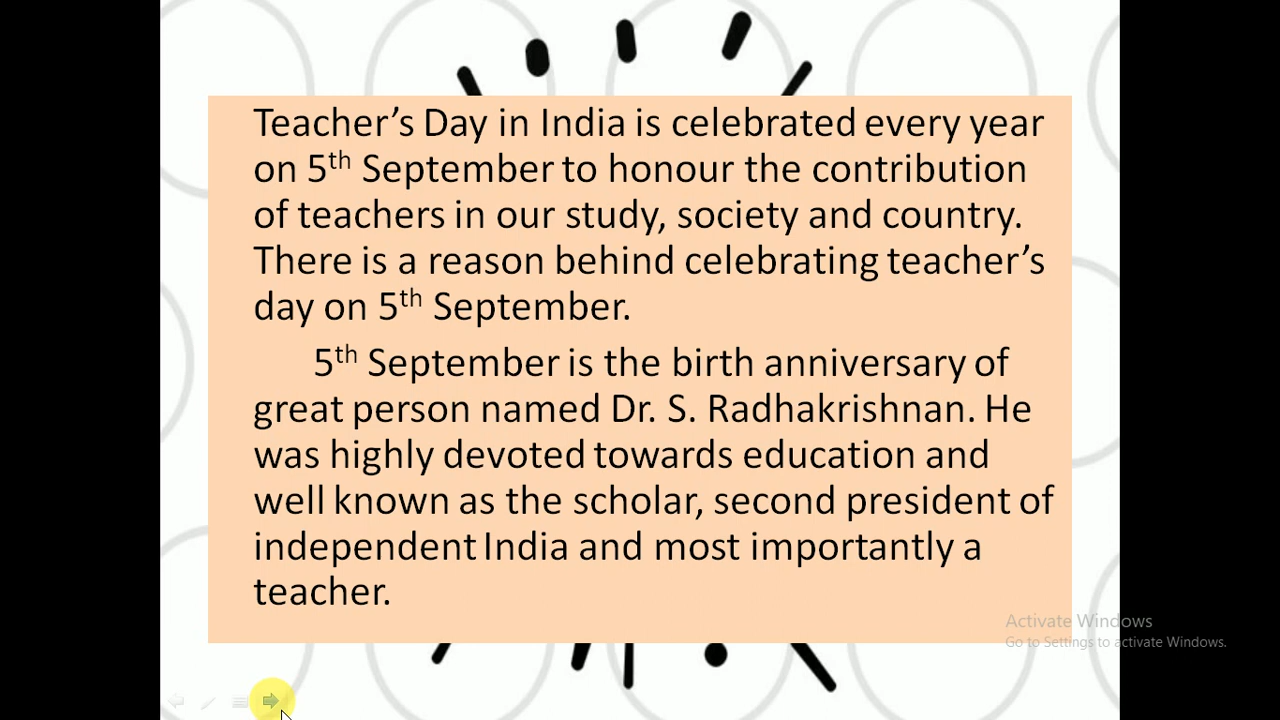 Teacher’s Day in India is celebrated every year
on 5th September to honour the contribution
of teachers in our study, society and country.
There is a reason behind celebrating teacher’s
day on 5th September.
5th September is the birth anniversary of
great person named Dr. S. Radhakrishnan. He
was highly devoted towards education and
well known as the scholar, second president of
independent India and most importantly a
teacher.
Activate Windows
Go to Settings to activate Windows.